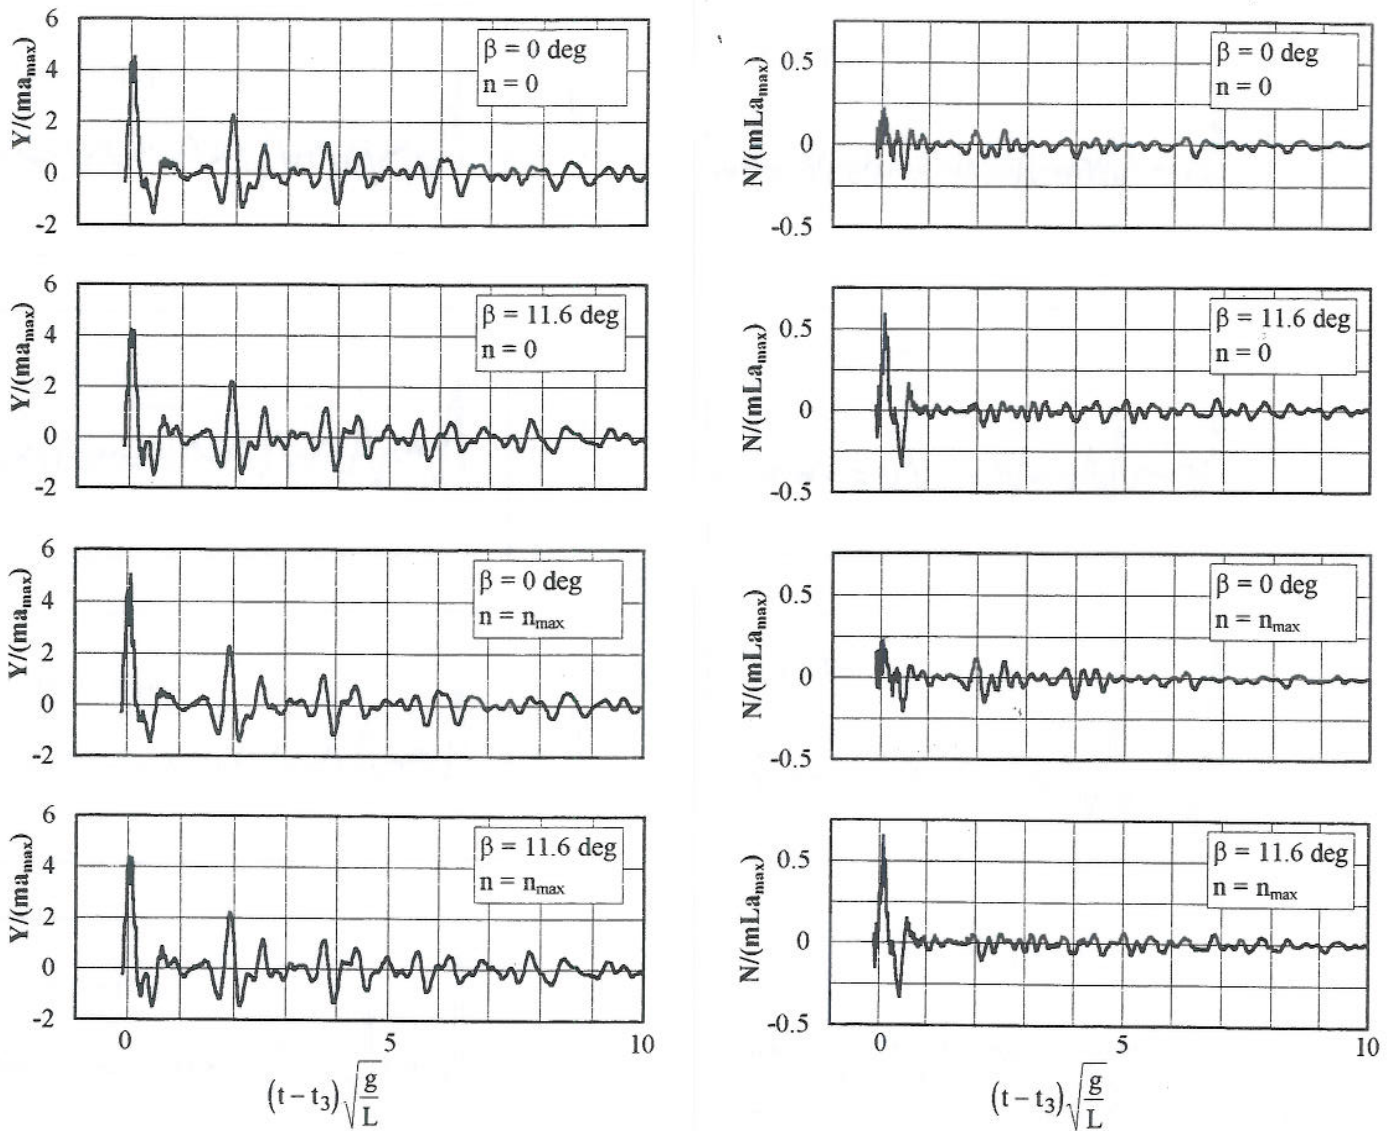 Y/(ma_max)
6
4
2
0
-2
β = 0 deg
n = 0
N/(mLa_max)
0.5
0
-0.5
β = 0 deg
n = 0
Y/(ma_max)
6
4
2
0
-2
β = 11.6 deg
n = 0
N/(mLa_max)
0.5
0
-0.5
β = 11.6 deg
n = 0
Y/(ma_max)
6
4
2
0
-2
β = 0 deg
n = n_max
N/(mLa_max)
0.5
0
-0.5
β = 0 deg
n = n_max
Y/(ma_max)
6
4
2
0
-2
β = 11.6 deg
n = n_max
0 5 10
(t – t₃)√(g/L)
N/(mLa_max)
0.5
0
-0.5
β = 11.6 deg
n = n_max
0 5 10
(t – t₃)√(g/L)